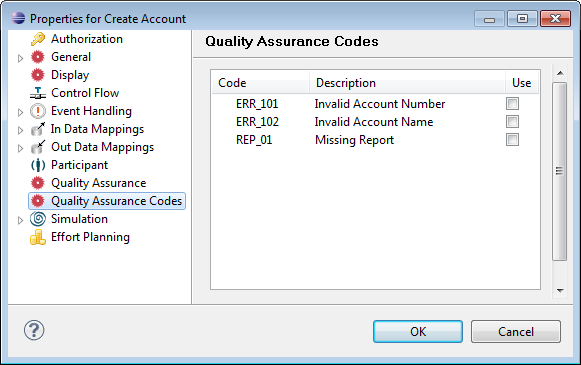 Properties for Create Account
Authorization
General
Display
Control Flow
Event Handling
In Data Mappings
Out Data Mappings
Participant
Quality Assurance
Quality Assurance Codes
Simulation
Effort Planning
Quality Assurance Codes
Code Description Use
ERR_101 Invalid Account Number
ERR_102 Invalid Account Name
REP_01 Missing Report
?
OK Cancel